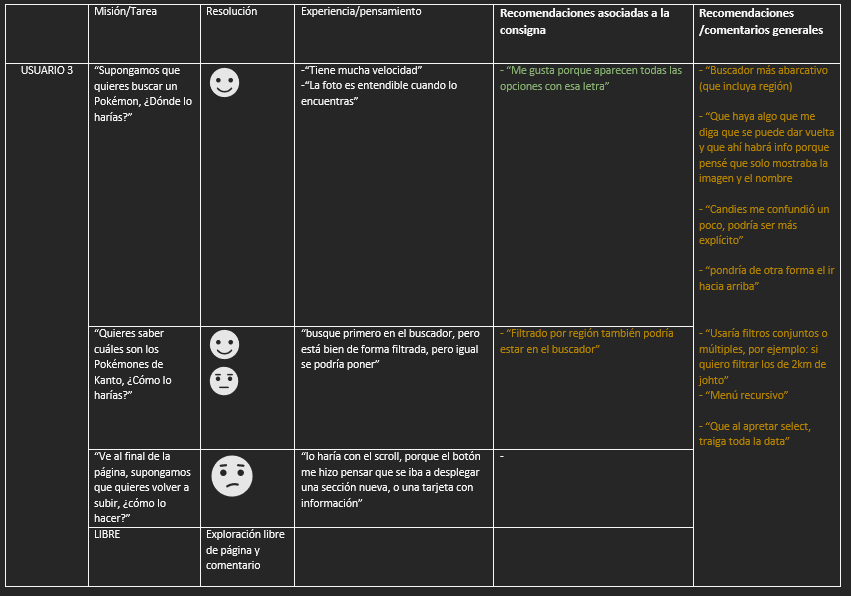 Misión/Tarea
Resolución
Experiencia/pensamiento
Recomendaciones asociadas a la
consigna
Recomendaciones
/comentarios generales
USUARIO 3
“Supongamos que
quieres buscar un
Pokémon, ¿Dónde lo
harías?”
-“Tiene mucha velocidad”
-“La foto es entendible cuando lo
encuentras”
- “Me gusta porque aparecen todas las
opciones con esa letra”
- “Buscador más abarcativo
(que incluya región)
- “Que haya algo que me
diga que se puede dar vuelta
y que ahí habrá info porque
pensé que solo mostraba la
imagen y el nombre
- “Candies me confundió un
poco, podría ser más
explícito”
- “pondría de otra forma el ir
hacia arriba”
“Quieres saber
cuáles son los
Pokémones de
Kanto, ¿Cómo lo
harías?”
“busque primero en el buscador, pero
está bien de forma filtrada, pero igual
se podría poner”
- “Filtrado por región también podría
estar en el buscador”
- “Usaría filtros conjuntos o
múltiples, por ejemplo: si
quiero filtrar los de 2km de
johto”
- “Menú recursivo”
- “Que al apretar select,
traiga toda la data”
“Ve al final de la
página, supongamos
que quieres volver a
subir, ¿cómo lo
hacer?”
“lo haría con el scroll, porque el botón
me hizo pensar que se iba a desplegar
una sección nueva, o una tarjeta con
información”
-
LIBRE
Exploración libre
de página y
comentario